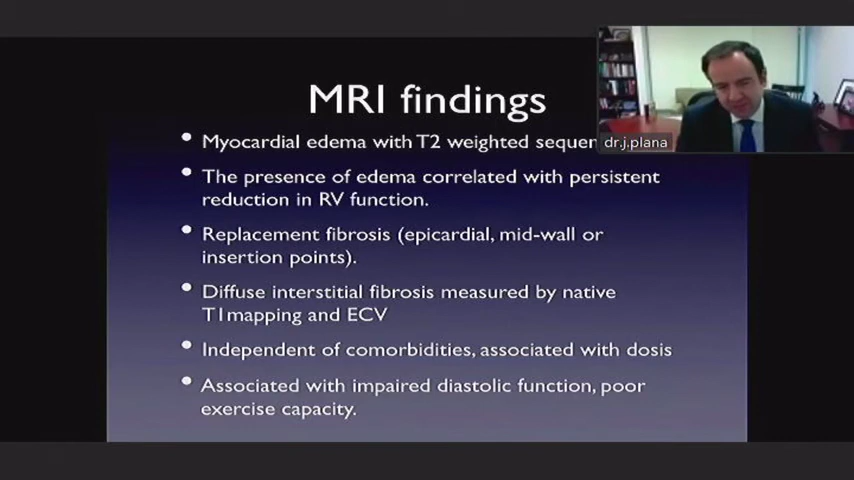 MRI findings
• Myocardial edema with T2 weighted
dr.j.plana
• The presence of edema correlated with persistent
reduction in RV function.
• Replacement fibrosis (epicardial, mid-wall or
insertion points).
• Diffuse interstitial fibrosis measured by native
T1mapping and ECV
• Independent of comorbidities, associated with dosis
• Associated with impaired diastolic function, poor
exercise capacity.